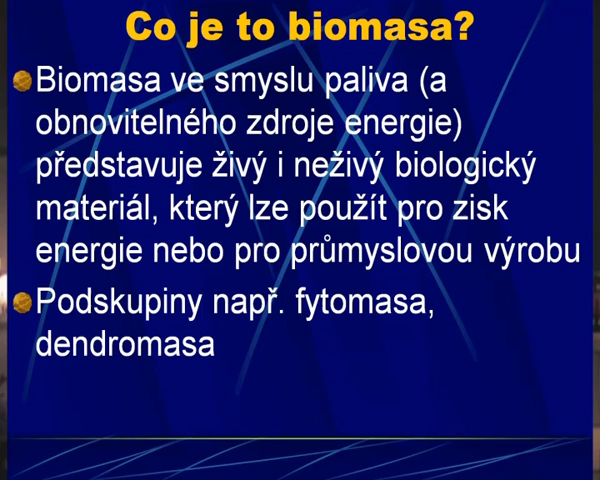 Co je to biomasa?
Biomasa ve smyslu paliva (a
obnovitelného zdroje energie)
představuje živý i neživý biologický
materiál, který lze použít pro zisk
energie nebo pro průmyslovou výrobu
Podskupiny např. fytomasa,
dendromasa